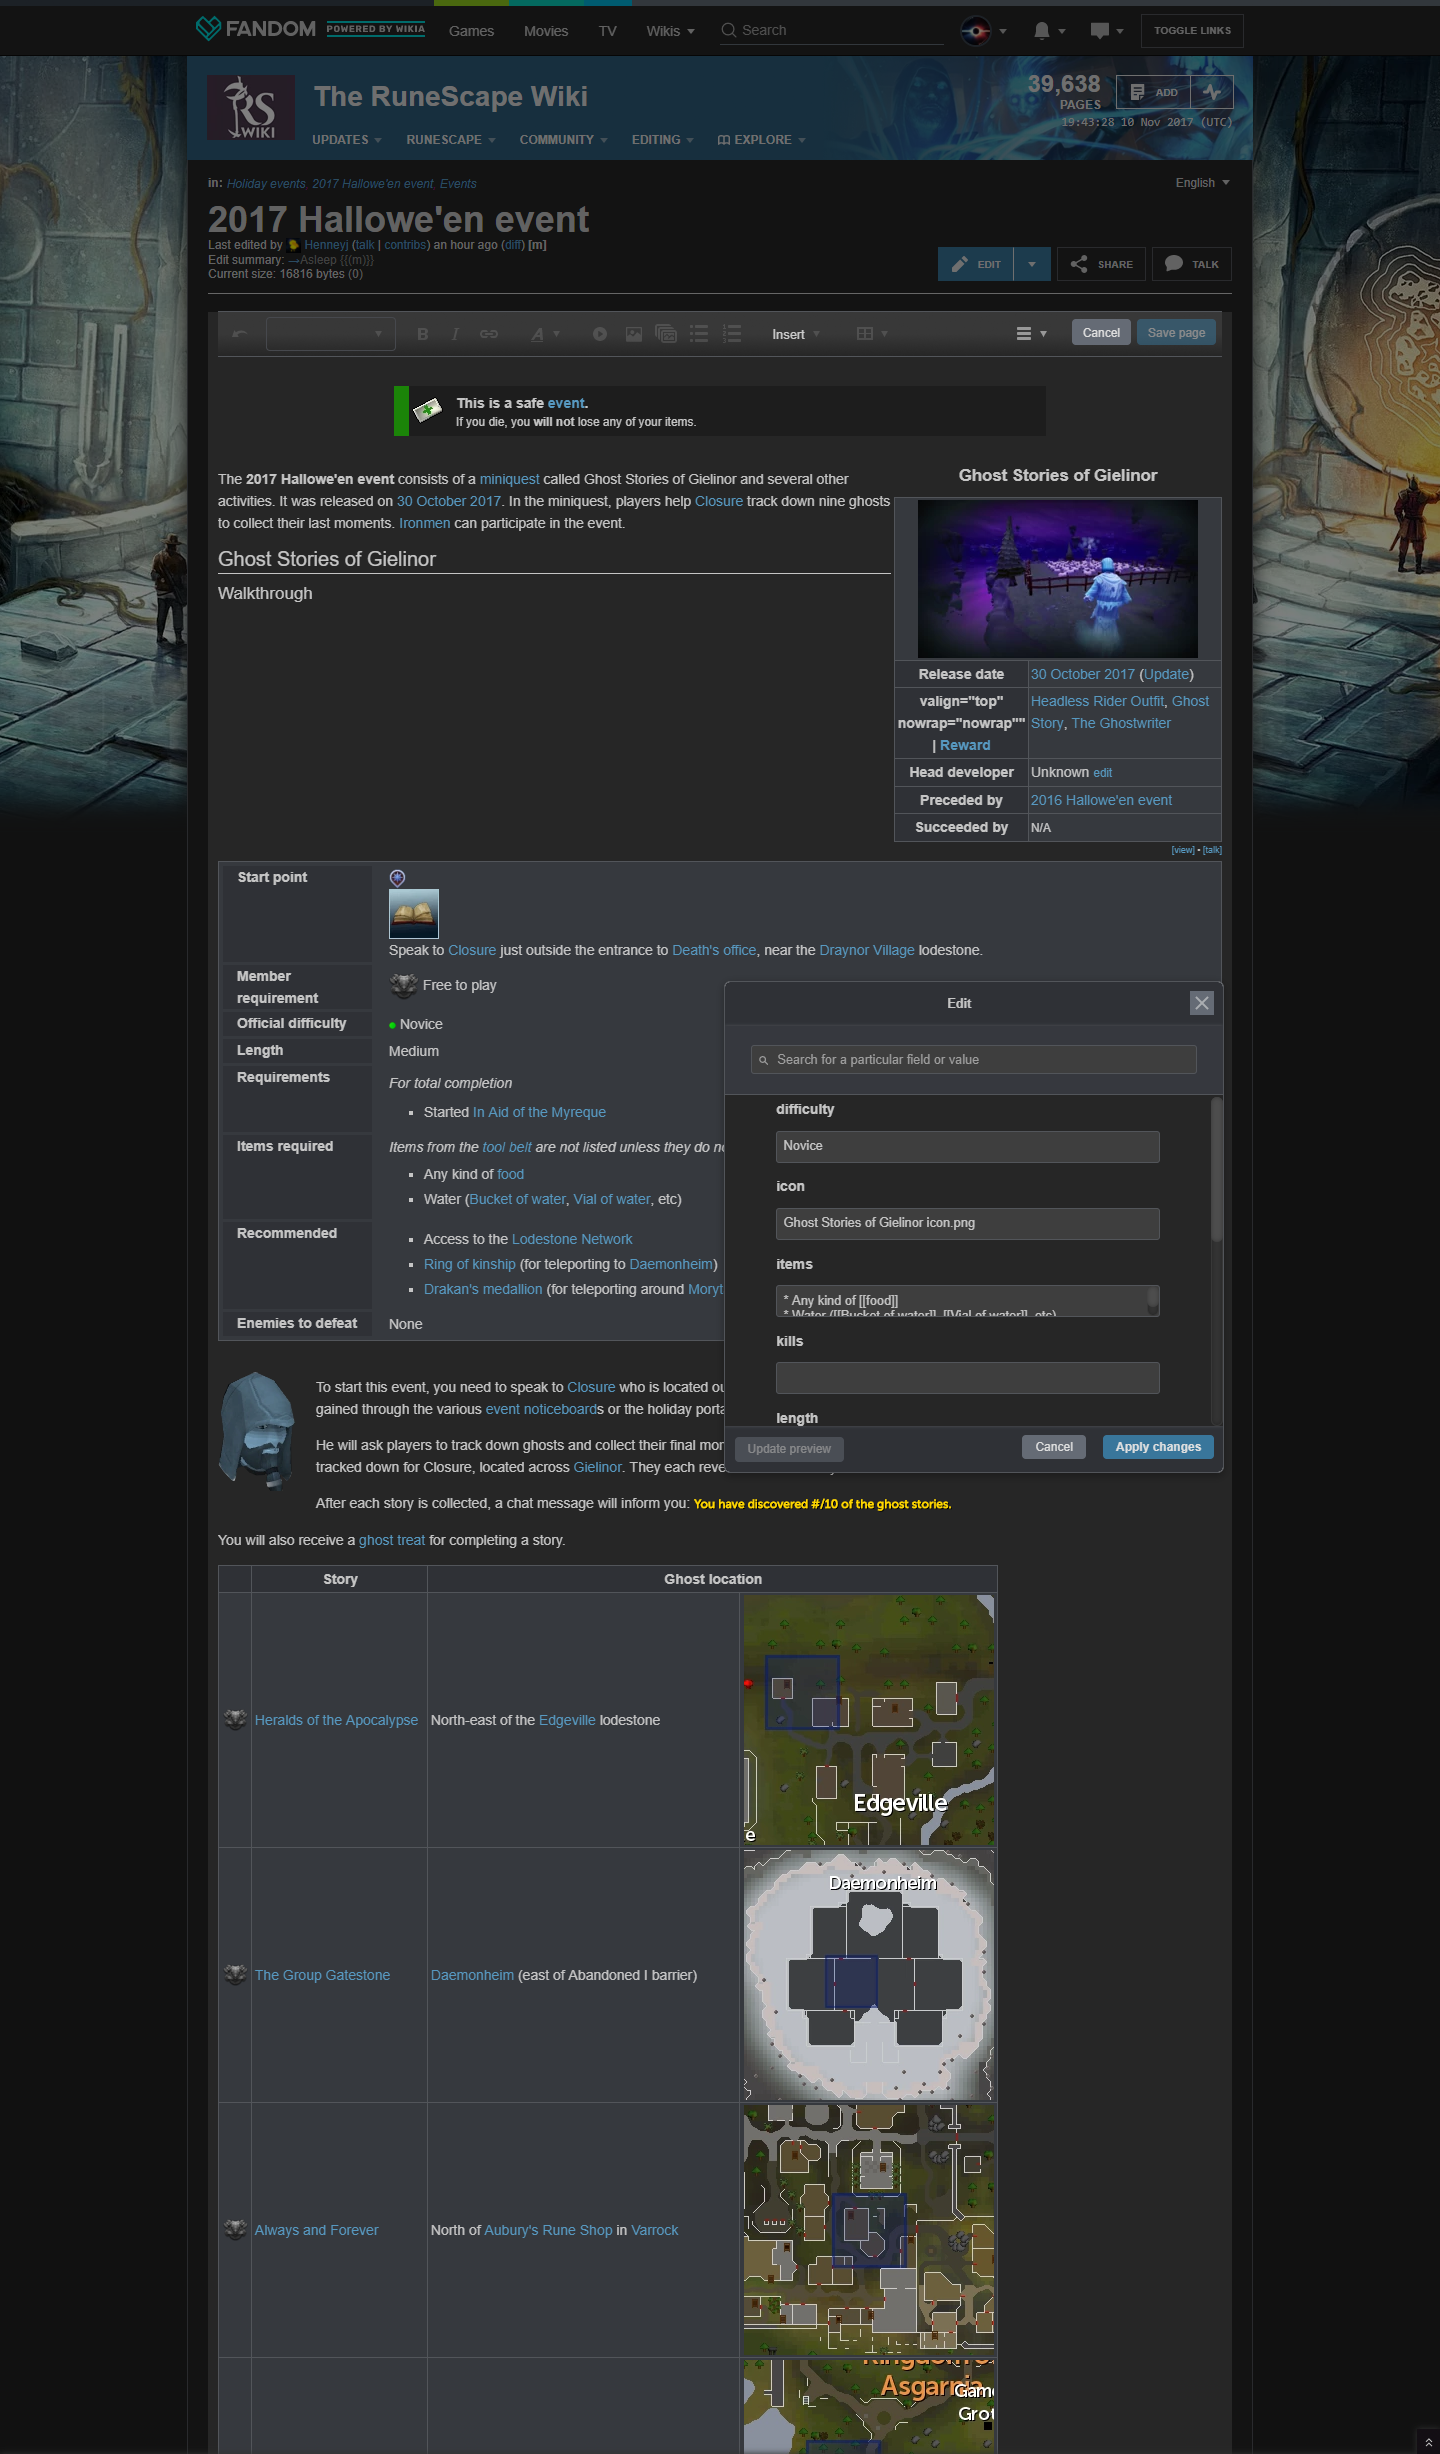 FANDOM POWERED BY WIKIA Games Movies TV Wikis Search TOGGLE LINKS
RS WIKI
The RuneScape Wiki
39,638
PAGES
ADD
19:43:28 10 Nov 2017 (UTC)
UPDATES RUNESCAPE COMMUNITY EDITING EXPLORE
in: Holiday events, 2017 Hallowe'en event, Events
English
2017 Hallowe'en event
Last edited by Henneyj (talk | contribs) an hour ago (diff) [m]
Edit summary: →Asleep {{(m)}}
Current size: 16816 bytes (0)
EDIT SHARE TALK
B I A Insert Cancel Save page
This is a safe event.
If you die, you will not lose any of your items.
The 2017 Hallowe'en event consists of a miniquest called Ghost Stories of Gielinor and several other
activities. It was released on 30 October 2017. In the miniquest, players help Closure track down nine ghosts
to collect their last moments. Ironmen can participate in the event.
Ghost Stories of Gielinor
Walkthrough
Ghost Stories of Gielinor
Release date 30 October 2017 (Update)
valign="top" nowrap="nowrap"" | Reward
Headless Rider Outfit, Ghost Story, The Ghostwriter
Head developer Unknown edit
Preceded by 2016 Hallowe'en event
Succeeded by N/A
[view] • [talk]
Start point
Speak to Closure just outside the entrance to Death's office, near the Draynor Village lodestone.
Member requirement
Free to play
Official difficulty Novice
Length Medium
Requirements For total completion
Started In Aid of the Myreque
Items required Items from the tool belt are not listed unless they do
Any kind of food
Water (Bucket of water, Vial of water, etc)
Recommended
Access to the Lodestone Network
Ring of kinship (for teleporting to Daemonheim)
Drakan's medallion (for teleporting around Moryt
Enemies to defeat None
Edit
Search for a particular field or value
difficulty
Novice
icon
Ghost Stories of Gielinor icon.png
items
* Any kind of [[food]]
* Water ([[Bucket of water]], [[Vial of water]], etc)
kills
length
Update preview Cancel Apply changes
To start this event, you need to speak to Closure who is located
gained through the various event noticeboards or the holiday
He will ask players to track down ghosts and collect their final
tracked down for Closure, located across Gielinor. They each
After each story is collected, a chat message will inform you: You have discovered #/10 of the ghost stories.
You will also receive a ghost treat for completing a story.
Story Ghost location
Heralds of the Apocalypse North-east of the Edgeville lodestone
Edgeville
e
The Group Gatestone Daemonheim (east of Abandoned I barrier)
Daemonheim
Always and Forever North of Aubury's Rune Shop in Varrock
Asgarnia
Game
Grot